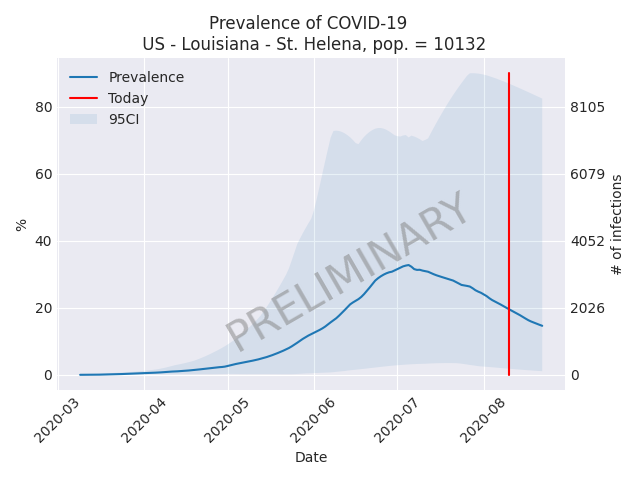 Prevalence of COVID-19
US - Louisiana - St. Helena, pop. = 10132
Prevalence
Today
95CI
80
60
40
20
0
%
8105
6079
4052
2026
0
# of infections
PRELIMINARY
2020-03
2020-04
2020-05
2020-06
2020-07
2020-08
Date